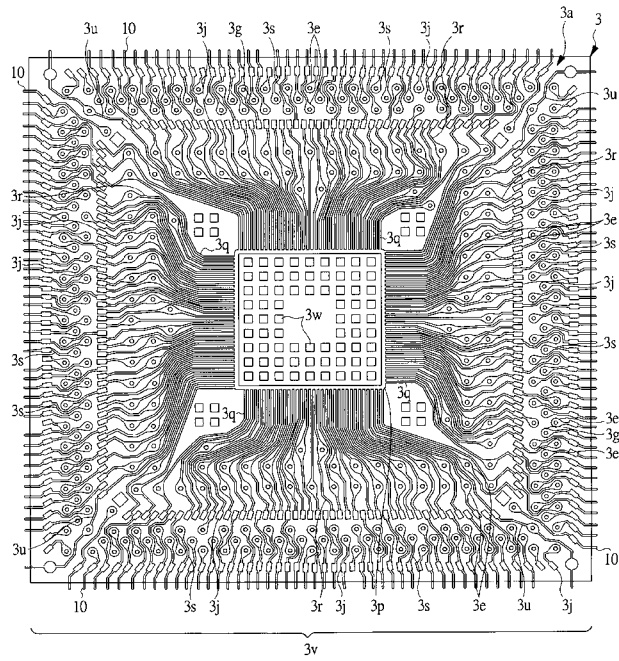 3u 10 3j 3g 3s 3e 3s 3j 3r 3a 3
10 3u
3r
3r 3j
3j 3q 3q 3e
3s
3j 3j
3w
3s 3s
3s 3q
3q 3e
3g
3e
3u 10
10 3s 3j 3r 3j 3p 3s 3e 3u 3j
3v